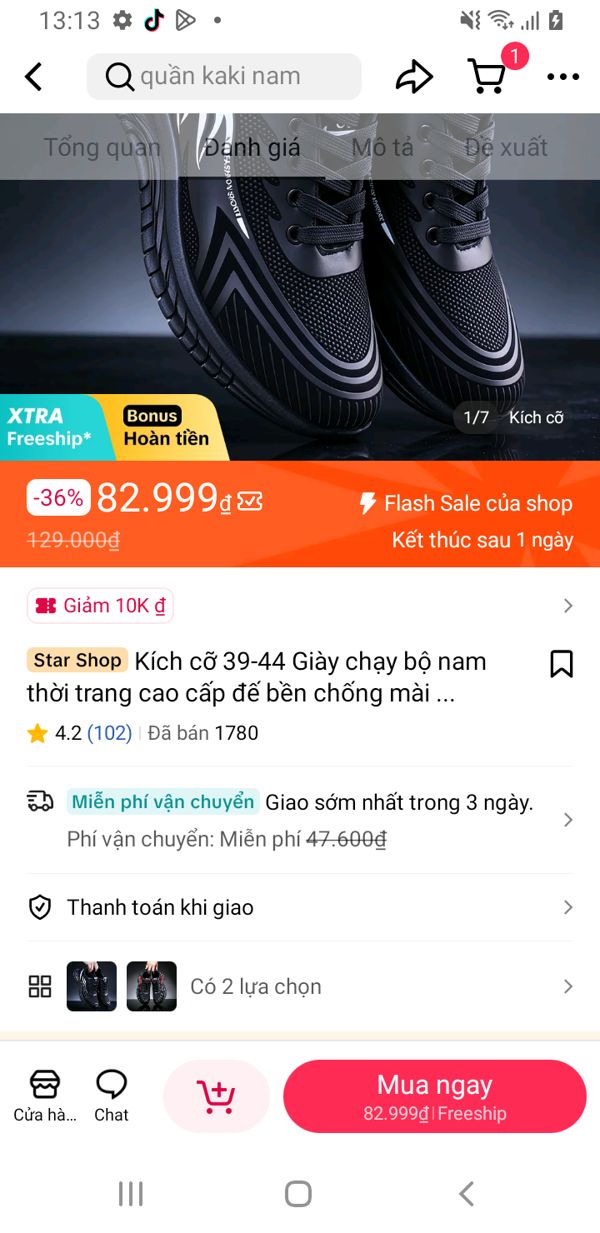 13:13
quần kaki nam
1
Tổng quan Đánh giá Mô tả Đề xuất
XTRA
Freeship*
Bonus
Hoàn tiền
1/7 Kích cỡ
-36% 82.999₫
Flash Sale của shop
129.000₫
Kết thúc sau 1 ngày
Giảm 10K ₫
Star Shop Kích cỡ 39-44 Giày chạy bộ nam
thời trang cao cấp đế bền chống mài ...
4.2 (102) Đã bán 1780
Miễn phí vận chuyển Giao sớm nhất trong 3 ngày.
Phí vận chuyển: Miễn phí 47.600₫
Thanh toán khi giao
Có 2 lựa chọn
Cửa hà...
Chat
Mua ngay
82.999₫ | Freeship